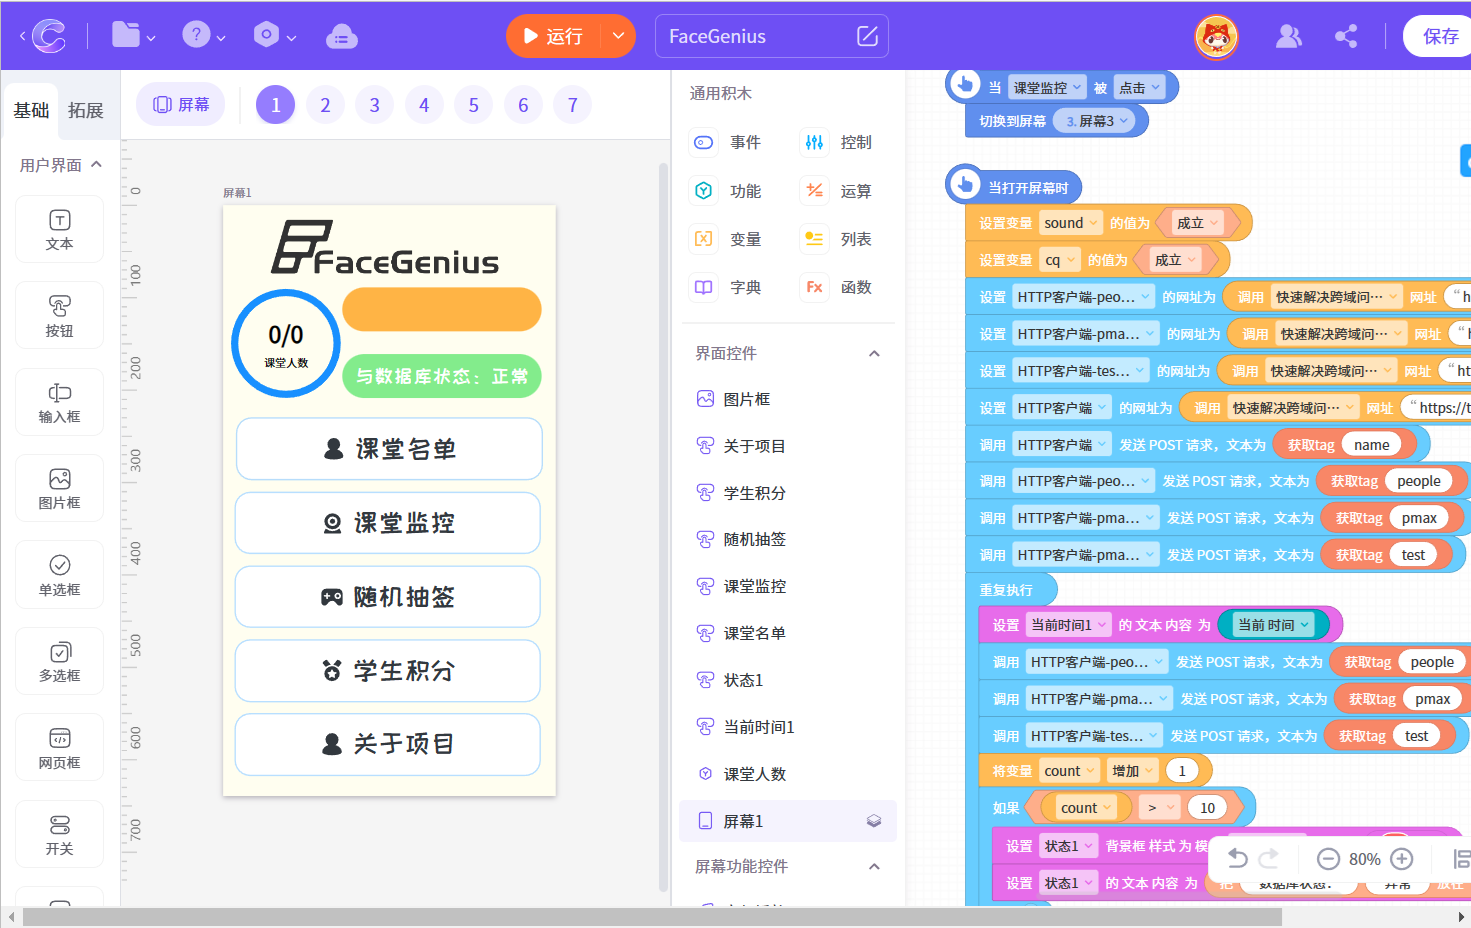 运行
FaceGenius
保存
基础
拓展
屏幕
1 2 3 4 5 6 7
用户界面
文本
按钮
输入框
图片框
单选框
多选框
网页框
开关
0
100
200
300
400
500
600
700
屏幕1
FaceGenius
0/0
课堂人数
与数据库状态：正常
课堂名单
课堂监控
随机抽签
学生积分
关于项目
通用积木
事件 控制
功能 运算
变量 列表
字典 函数
Fx
界面控件
图片框
关于项目
学生积分
随机抽签
课堂监控
课堂名单
状态1
当前时间1
课堂人数
屏幕1
屏幕功能控件
当 课堂监控 被 点击
切换到屏幕 3. 屏幕3
当打开屏幕时
设置变量 sound 的值为 成立
设置变量 cq 的值为 成立
设置 HTTP客户端-peo... 的网址为 调用 快速解决跨域问... 网址 “h
设置 HTTP客户端-pma... 的网址为 调用 快速解决跨域问... 网址 “h
设置 HTTP客户端-tes... 的网址为 调用 快速解决跨域问... 网址 “ht
设置 HTTP客户端 的网址为 调用 快速解决跨域问... 网址 “https://t
调用 HTTP客户端 发送 POST 请求，文本为 获取tag name
调用 HTTP客户端-peo... 发送 POST 请求，文本为 获取tag people
调用 HTTP客户端-pma... 发送 POST 请求，文本为 获取tag pmax
调用 HTTP客户端-pma... 发送 POST 请求，文本为 获取tag test
重复执行
设置 当前时间1 的 文本 内容 为 当前 时间
调用 HTTP客户端-peo... 发送 POST 请求，文本为 获取tag people
调用 HTTP客户端-pma... 发送 POST 请求，文本为 获取tag pmax
调用 HTTP客户端-tes... 发送 POST 请求，文本为 获取tag test
将变量 count 增加 1
如果 count > 10
设置 状态1 背景框 样式 为 模
设置 状态1 的 文本 内容 为 把 数据库状态： 异常 放在
80%